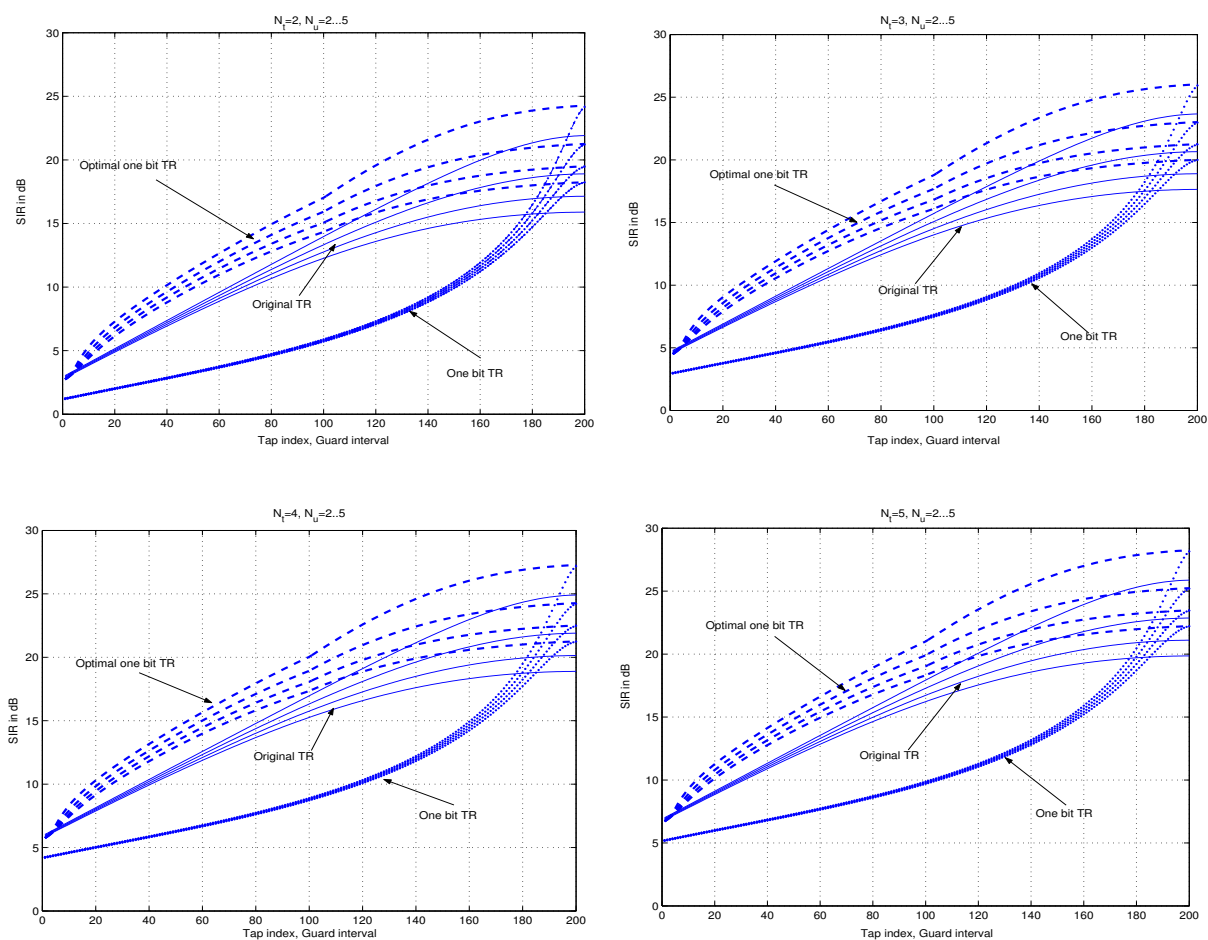 N_t=2, N_u=2...5
30
25
20
15
10
5
0
SIR in dB
Optimal one bit TR
Original TR
One bit TR
0 20 40 60 80 100 120 140 160 180 200
Tap index, Guard interval
N_t=3, N_u=2...5
30
25
20
15
10
5
0
SIR in dB
Optimal one bit TR
Original TR
One bit TR
0 20 40 60 80 100 120 140 160 180 200
Tap index, Guard interval
N_t=4, N_u=2..5
30
25
20
15
10
5
0
SIR in dB
Optimal one bit TR
Original TR
One bit TR
0 20 40 60 80 100 120 140 160 180 200
Tap index, Guard interval
N_t=5, N_u=2...5
30
25
20
15
10
5
0
SIR in dB
Optimal one bit TR
Original TR
One bit TR
0 20 40 60 80 100 120 140 160 180 200
Tap index, Guard interval